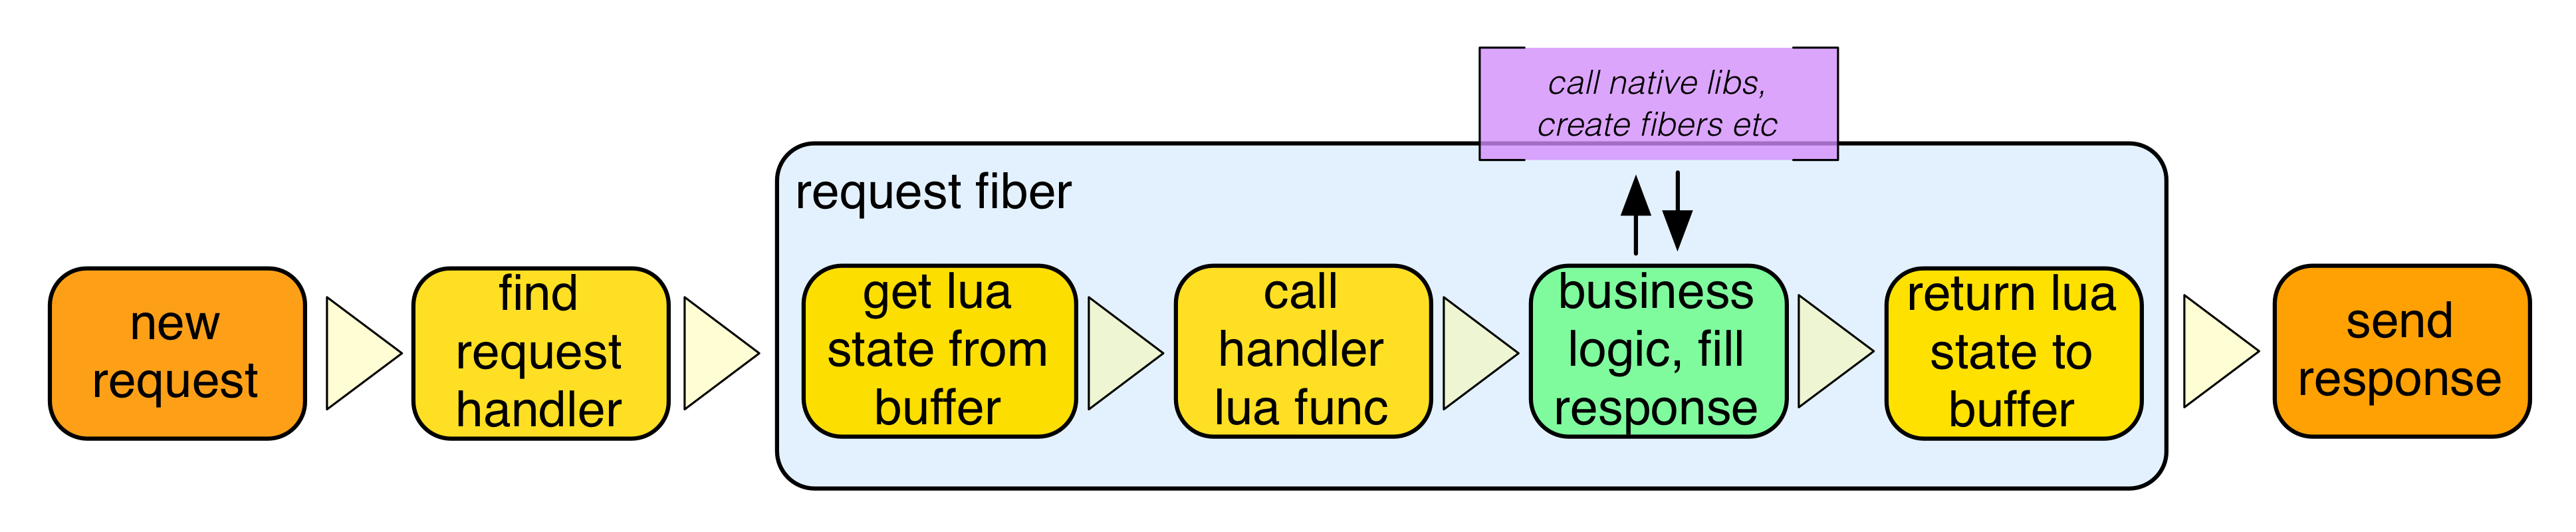 call native libs,
create fibers etc
request fiber
new
request
find
request
handler
get lua
state from
buffer
call
handler
lua func
business
logic, fill
response
return lua
state to
buffer
send
response